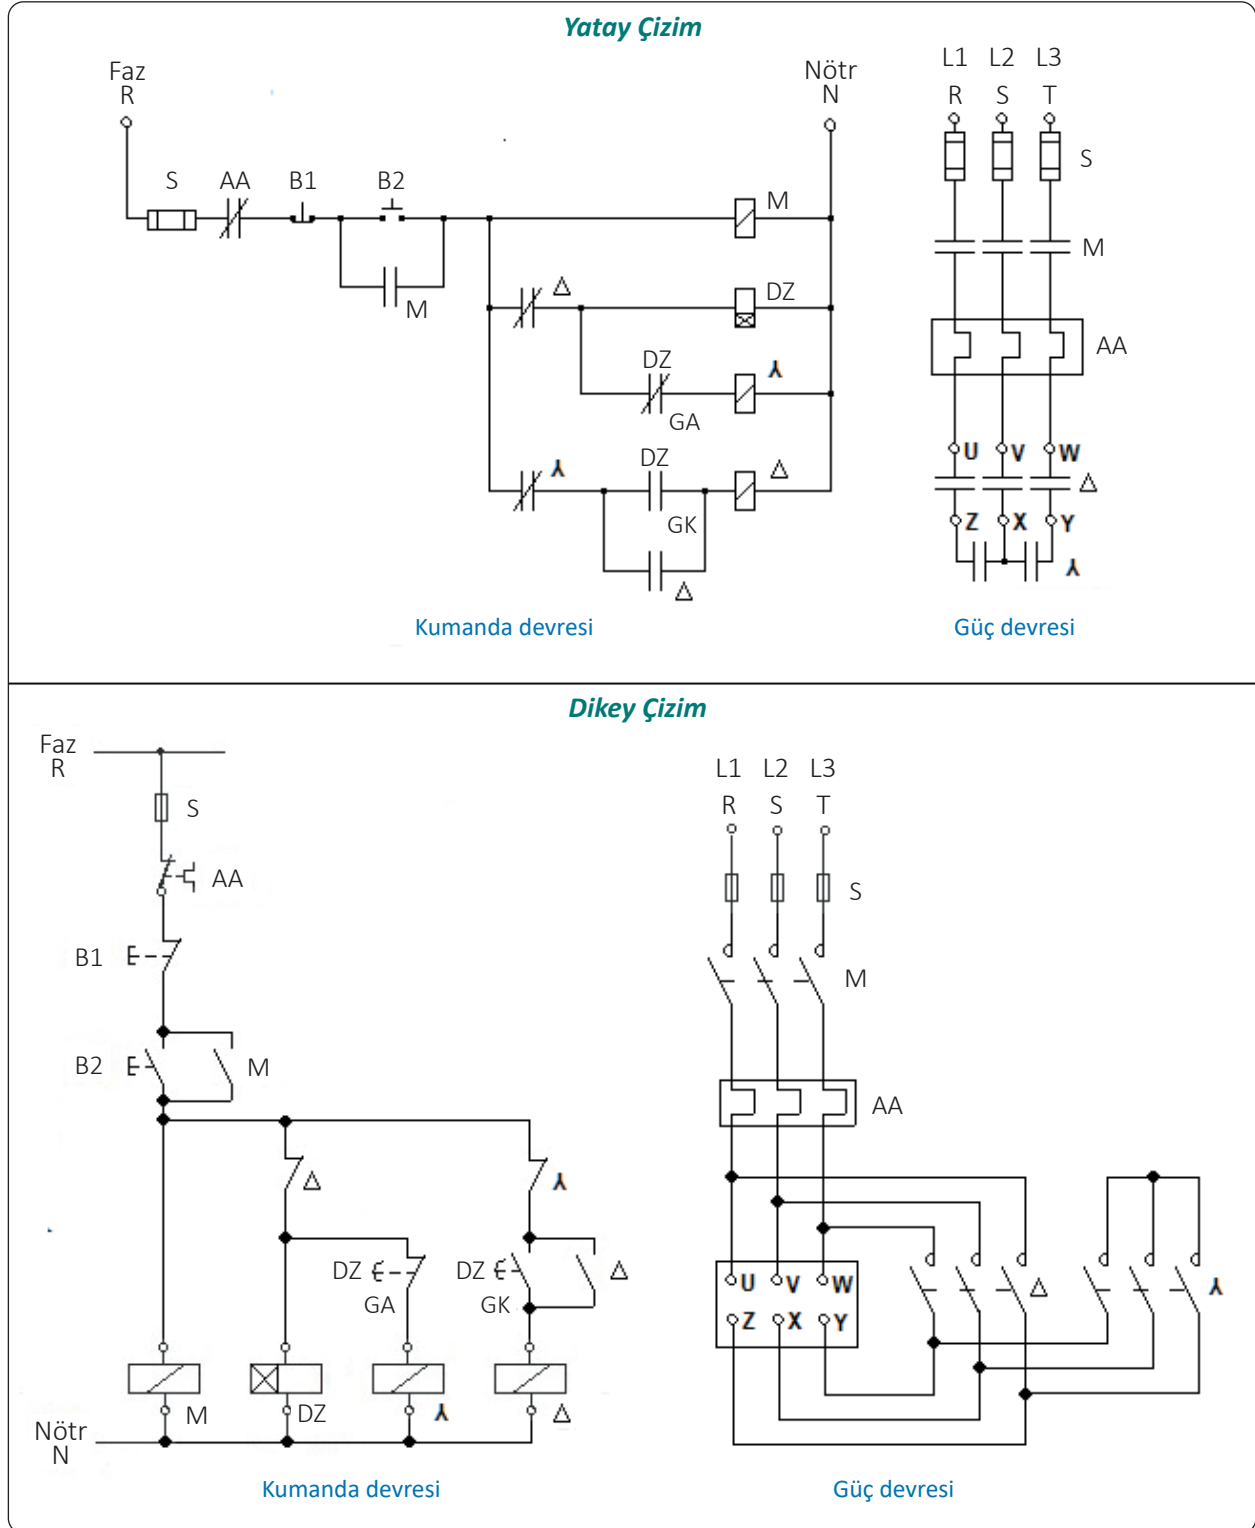 Yatay Çizim
Faz
R
Nötr
N
L1 L2 L3
R S T
S
S AA B1 B2
M
M
M
Δ
DZ
AA
DZ
⅄
GA
U V W
⅄
DZ
Δ
Δ
GK
Z X Y
⅄
Δ
Kumanda devresi
Güç devresi
Dikey Çizim
Faz
R
S
AA
B1
B2
M
Δ
⅄
DZ
GA
DZ
GK
Δ
M
DZ
⅄
Δ
Nötr
N
Kumanda devresi
L1 L2 L3
R S T
S
M
AA
U V W
Z X Y
Δ
⅄
Güç devresi